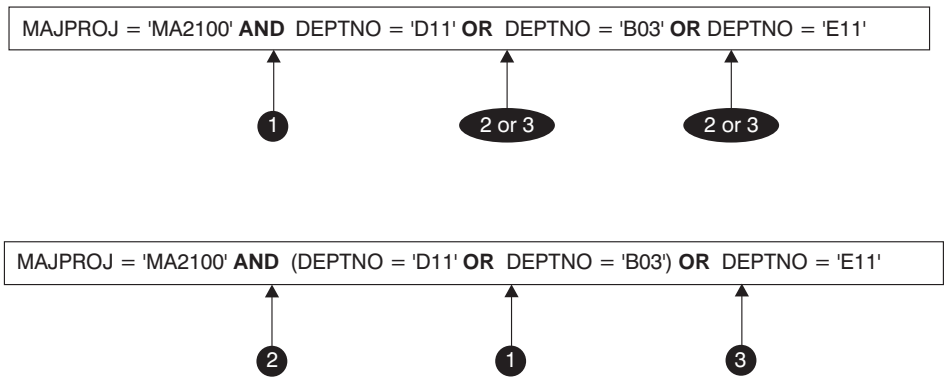 MAJPROJ = 'MA2100' AND DEPTNO = 'D11' OR DEPTNO = 'B03' OR DEPTNO = 'E11'
1 2 or 3 2 or 3
MAJPROJ = 'MA2100' AND (DEPTNO = 'D11' OR DEPTNO = 'B03') OR DEPTNO = 'E11'
2 1 3